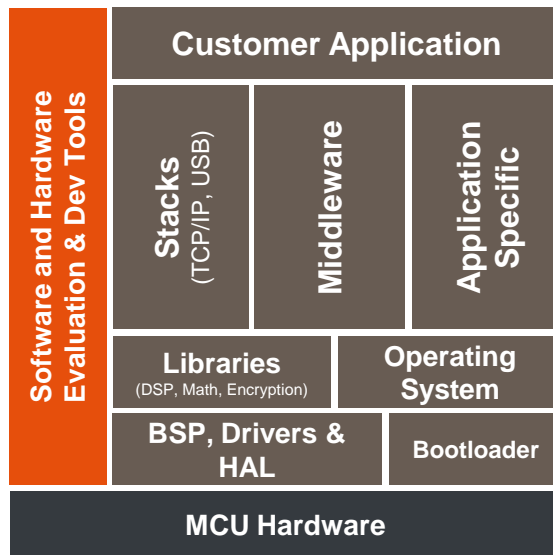 Software and Hardware
Evaluation & Dev Tools
Customer Application
Stacks
(TCP/IP, USB)
Middleware
Application
Specific
Libraries
(DSP, Math, Encryption)
Operating
System
BSP, Drivers &
HAL
Bootloader
MCU Hardware